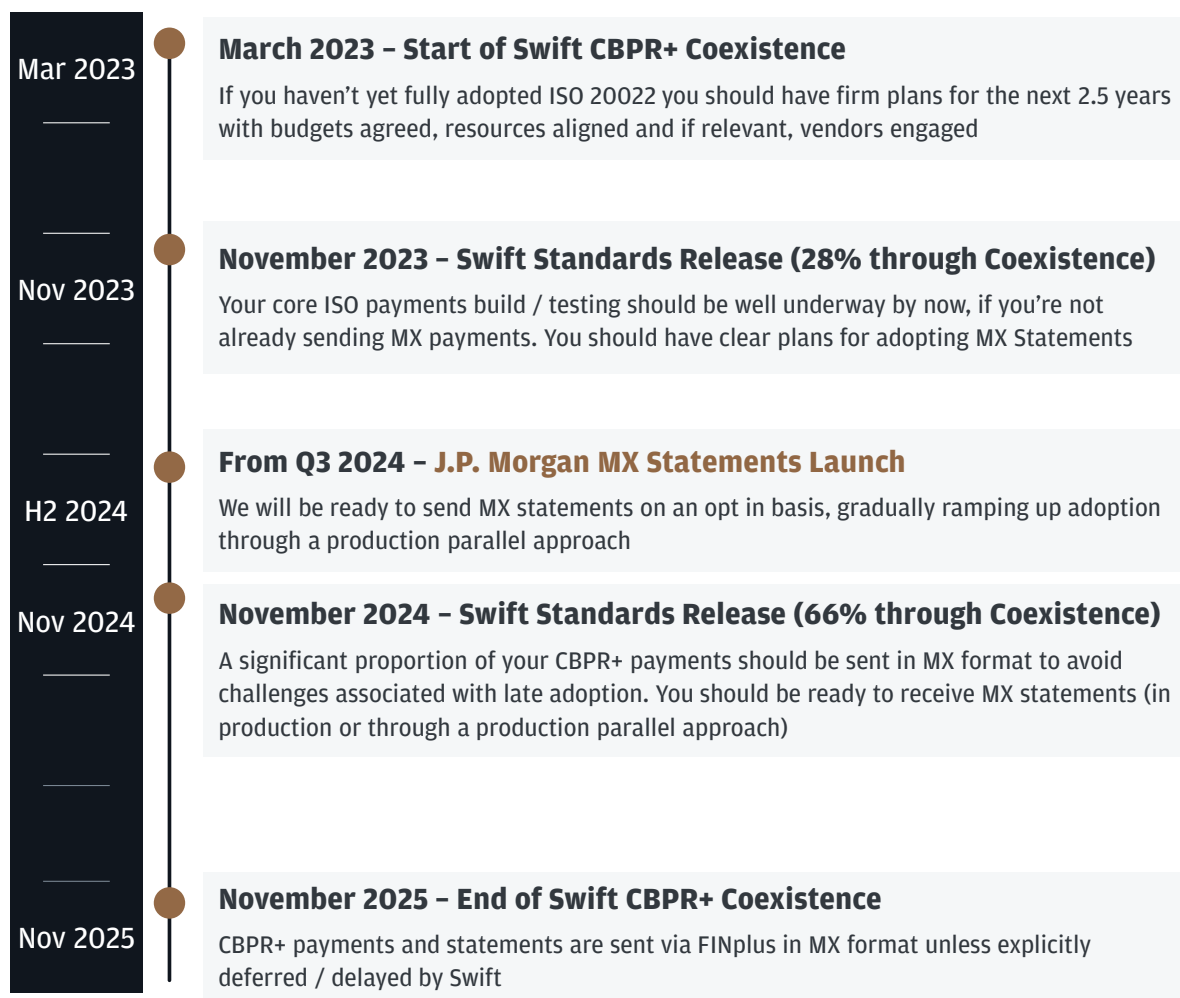 Mar 2023
March 2023 – Start of Swift CBPR+ Coexistence
If you haven’t yet fully adopted ISO 20022 you should have firm plans for the next 2.5 years
with budgets agreed, resources aligned and if relevant, vendors engaged
Nov 2023
November 2023 – Swift Standards Release (28% through Coexistence)
Your core ISO payments build / testing should be well underway by now, if you’re not
already sending MX payments. You should have clear plans for adopting MX Statements
H2 2024
From Q3 2024 – J.P. Morgan MX Statements Launch
We will be ready to send MX statements on an opt in basis, gradually ramping up adoption
through a production parallel approach
Nov 2024
November 2024 – Swift Standards Release (66% through Coexistence)
A significant proportion of your CBPR+ payments should be sent in MX format to avoid
challenges associated with late adoption. You should be ready to receive MX statements (in
production or through a production parallel approach)
Nov 2025
November 2025 – End of Swift CBPR+ Coexistence
CBPR+ payments and statements are sent via FINplus in MX format unless explicitly
deferred / delayed by Swift